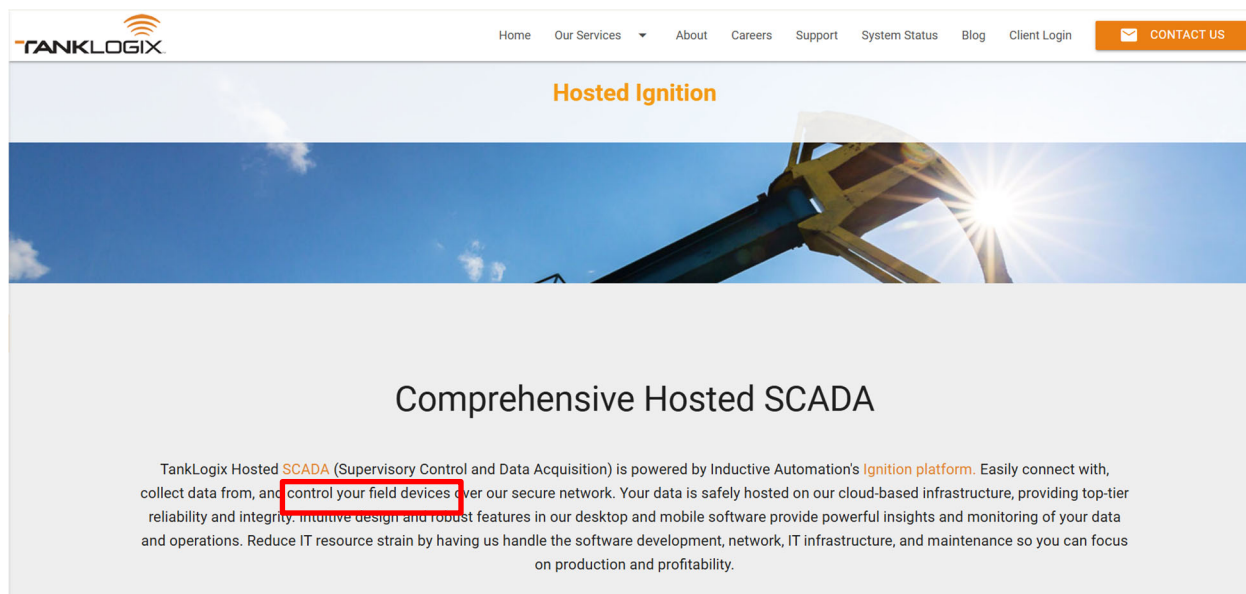 TANKLOGIX
Home Our Services About Careers Support System Status Blog Client Login CONTACT US
Hosted Ignition
Comprehensive Hosted SCADA
TankLogix Hosted SCADA (Supervisory Control and Data Acquisition) is powered by Inductive Automation's Ignition platform. Easily connect with,
collect data from, and control your field devices over our secure network. Your data is safely hosted on our cloud-based infrastructure, providing top-tier
reliability and integrity. Intuitive design and robust features in our desktop and mobile software provide powerful insights and monitoring of your data
and operations. Reduce IT resource strain by having us handle the software development, network, IT infrastructure, and maintenance so you can focus
on production and profitability.